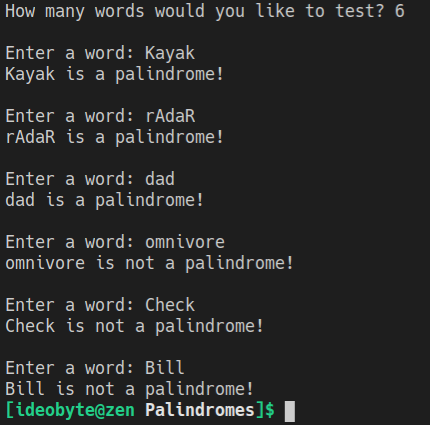 How many words would you like to test? 6
Enter a word: Kayak
Kayak is a palindrome!
Enter a word: rAdaR
rAdaR is a palindrome!
Enter a word: dad
dad is a palindrome!
Enter a word: omnivore
omnivore is not a palindrome!
Enter a word: Check
Check is not a palindrome!
Enter a word: Bill
Bill is not a palindrome!
[ideobyte@zen Palindromes]$